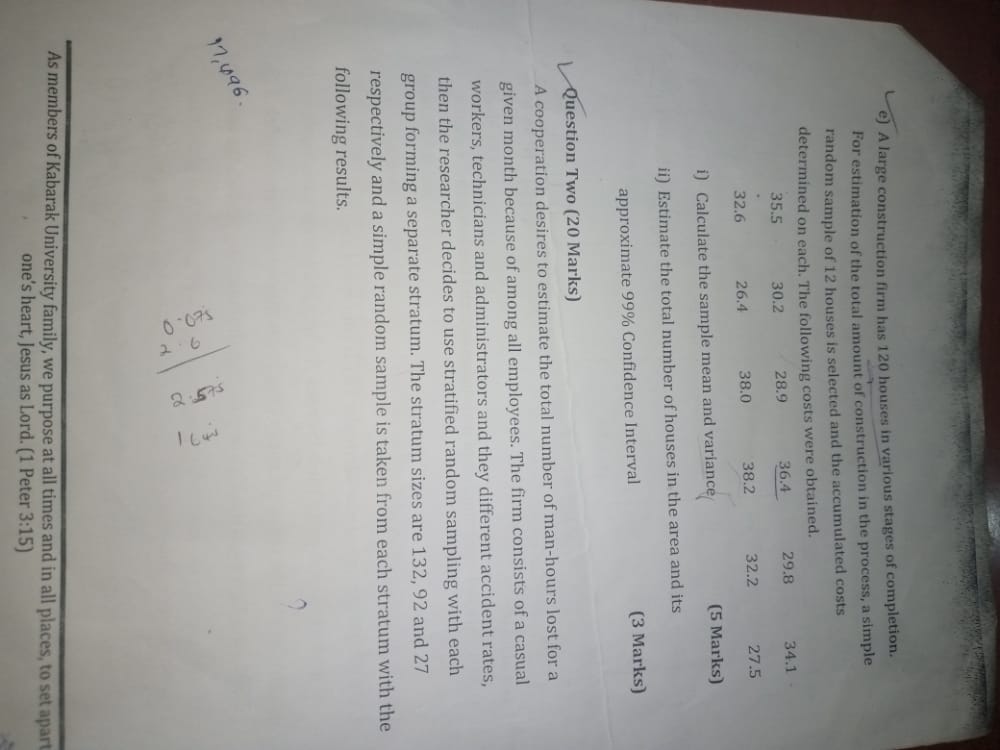 e) A large construction firm has 120 houses in various stages of completion.
For estimation of the total amount of construction in the process, a simple
random sample of 12 houses is selected and the accumulated costs
determined on each. The following costs were obtained.
35.5 30.2 28.9 36.4 29.8 34.1
32.6 26.4 38.0 38.2 32.2 27.5
i) Calculate the sample mean and variance (5 Marks)
ii) Estimate the total number of houses in the area and its
approximate 99% Confidence Interval (3 Marks)
Question Two (20 Marks)
A cooperation desires to estimate the total number of man-hours lost for a
given month because of among all employees. The firm consists of a casual
workers, technicians and administrators and they different accident rates,
then the researcher decides to use stratified random sampling with each
group forming a separate stratum. The stratum sizes are 132, 92 and 27
respectively and a simple random sample is taken from each stratum with the
following results.
As members of Kabarak University family, we purpose at all times and in all places, to set apart
one's heart, Jesus as Lord. (1 Peter 3:15)